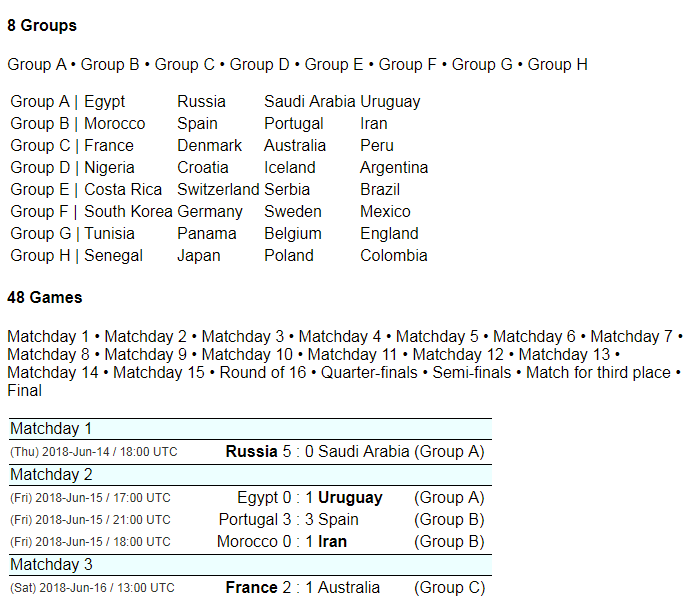 8 Groups
Group A • Group B • Group C • Group D • Group E • Group F • Group G • Group H
Group A | Egypt Russia Saudi Arabia Uruguay
Group B | Morocco Spain Portugal Iran
Group C | France Denmark Australia Peru
Group D | Nigeria Croatia Iceland Argentina
Group E | Costa Rica Switzerland Serbia Brazil
Group F | South Korea Germany Sweden Mexico
Group G | Tunisia Panama Belgium England
Group H | Senegal Japan Poland Colombia
48 Games
Matchday 1 • Matchday 2 • Matchday 3 • Matchday 4 • Matchday 5 • Matchday 6 • Matchday 7 •
Matchday 8 • Matchday 9 • Matchday 10 • Matchday 11 • Matchday 12 • Matchday 13 •
Matchday 14 • Matchday 15 • Round of 16 • Quarter-finals • Semi-finals • Match for third place •
Final
Matchday 1
(Thu) 2018-Jun-14 / 18:00 UTC Russia 5 : 0 Saudi Arabia (Group A)
Matchday 2
(Fri) 2018-Jun-15 / 17:00 UTC Egypt 0 : 1 Uruguay (Group A)
(Fri) 2018-Jun-15 / 21:00 UTC Portugal 3 : 3 Spain (Group B)
(Fri) 2018-Jun-15 / 18:00 UTC Morocco 0 : 1 Iran (Group B)
Matchday 3
(Sat) 2018-Jun-16 / 13:00 UTC France 2 : 1 Australia (Group C)